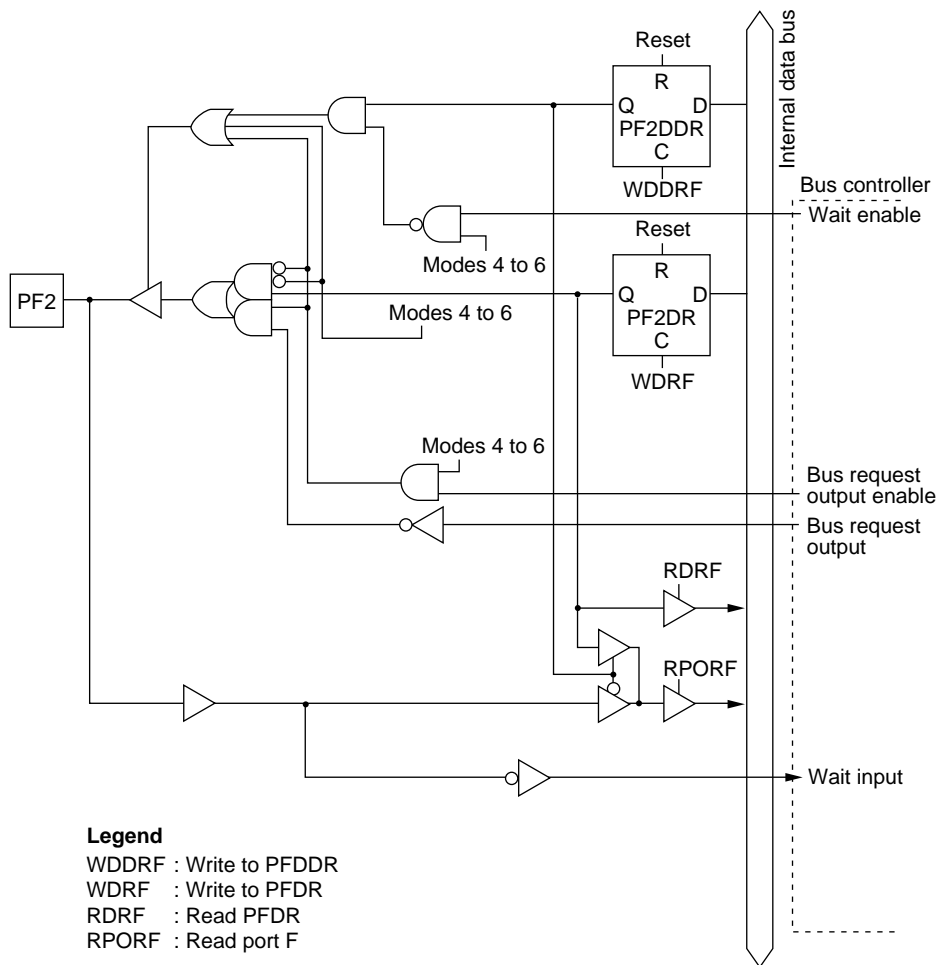 Reset
R
Q D
PF2DDR
C
WDDRF
Internal data bus
Bus controller
Wait enable
Modes 4 to 6
Reset
R
Q D
PF2DR
C
WDRF
PF2
Modes 4 to 6
Modes 4 to 6
Bus request
output enable
Bus request
output
RDRF
RPORF
Wait input
Legend
WDDRF : Write to PFDDR
WDRF : Write to PFDR
RDRF : Read PFDR
RPORF : Read port F